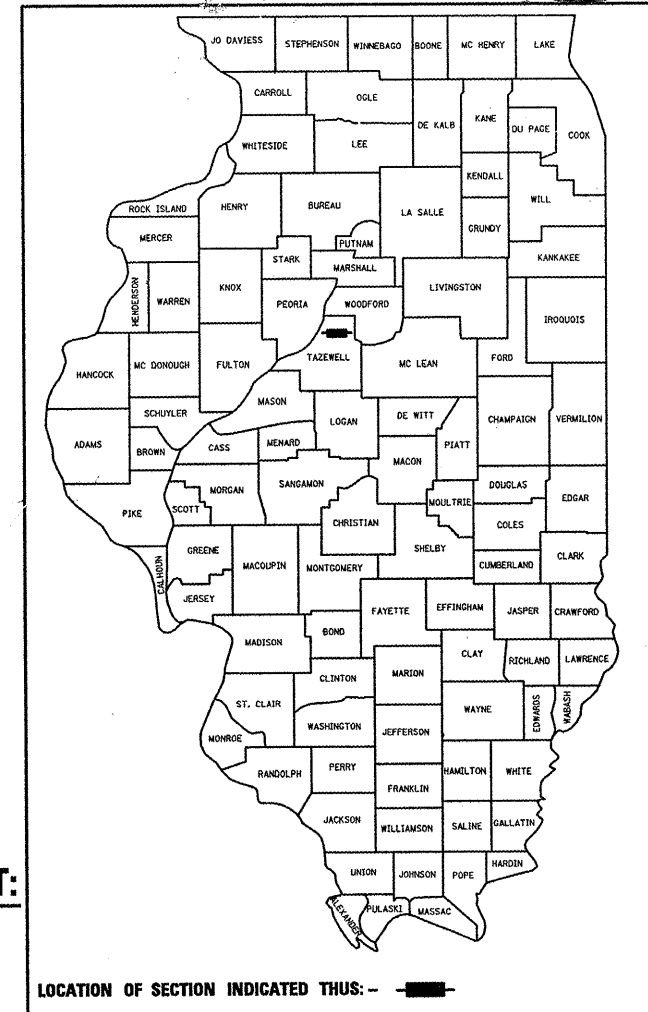 JO DAVIESS STEPHENSON WINNEBAGO BOONE MC HENRY LAKE
CARROLL OGLE DE KALB KANE DU PAGE COOK
WHITESIDE LEE
KENDALL WILL
ROCK ISLAND HENRY BUREAU LA SALLE GRUNDY
MERCER PUTNAM
STARK MARSHALL KANKAKEE
HENDERSON WARREN KNOX PEORIA WOODFORD LIVINGSTON IROQUOIS
HANCOCK MC DONOUGH FULTON TAZEWELL MC LEAN FORD
MASON
SCHUYLER LOGAN DE WITT CHAMPAIGN VERMILION
ADAMS BROWN CASS MENARD PIATT
MACON
MORGAN SANGAMON DOUGLAS EDGAR
PIKE SCOTT CHRISTIAN MOULTRIE COLES
GREENE SHELBY CLARK
CALHOUN MACOUPIN MONTGOMERY CUMBERLAND
JERSEY FAYETTE EFFINGHAM JASPER CRAWFORD
MADISON BOND
CLAY RICHLAND LAWRENCE
CLINTON MARION
ST. CLAIR WAYNE EDWARDS WABASH
MONROE WASHINGTON JEFFERSON
RANDOLPH PERRY HAMILTON WHITE
FRANKLIN
JACKSON WILLIAMSON SALINE GALLATIN
UNION JOHNSON POPE HARDIN
ALEXANDER PULASKI MASSAC
T:
LOCATION OF SECTION INDICATED THUS: –